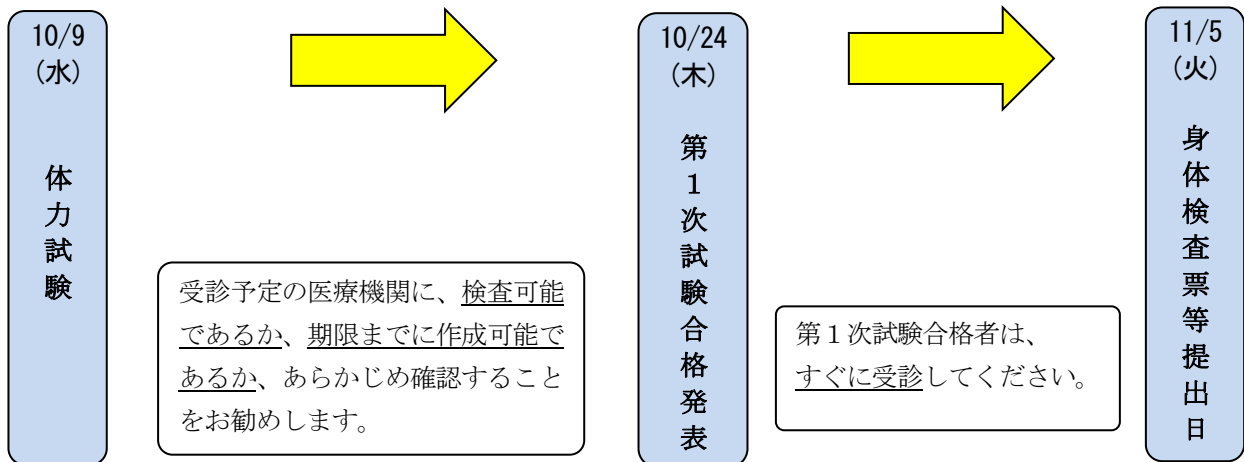 10/9
（水）
体力試験
受診予定の医療機関に、検査可能
であるか、期限までに作成可能で
あるか、あらかじめ確認すること
をお勧めします。
10/24
（木）
第１次試験合格発表
第１次試験合格者は、
すぐに受診してください。
11/5
（火）
身体検査票等提出日